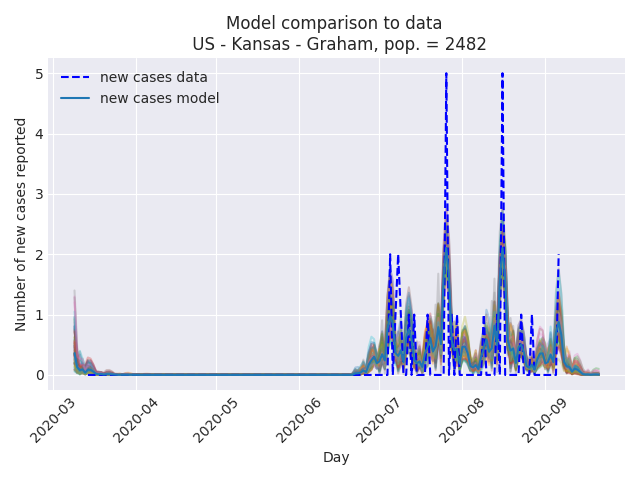 Model comparison to data
US - Kansas - Graham, pop. = 2482
new cases data
new cases model
Number of new cases reported
5
4
3
2
1
0
2020-03
2020-04
2020-05
2020-06
2020-07
2020-08
2020-09
Day